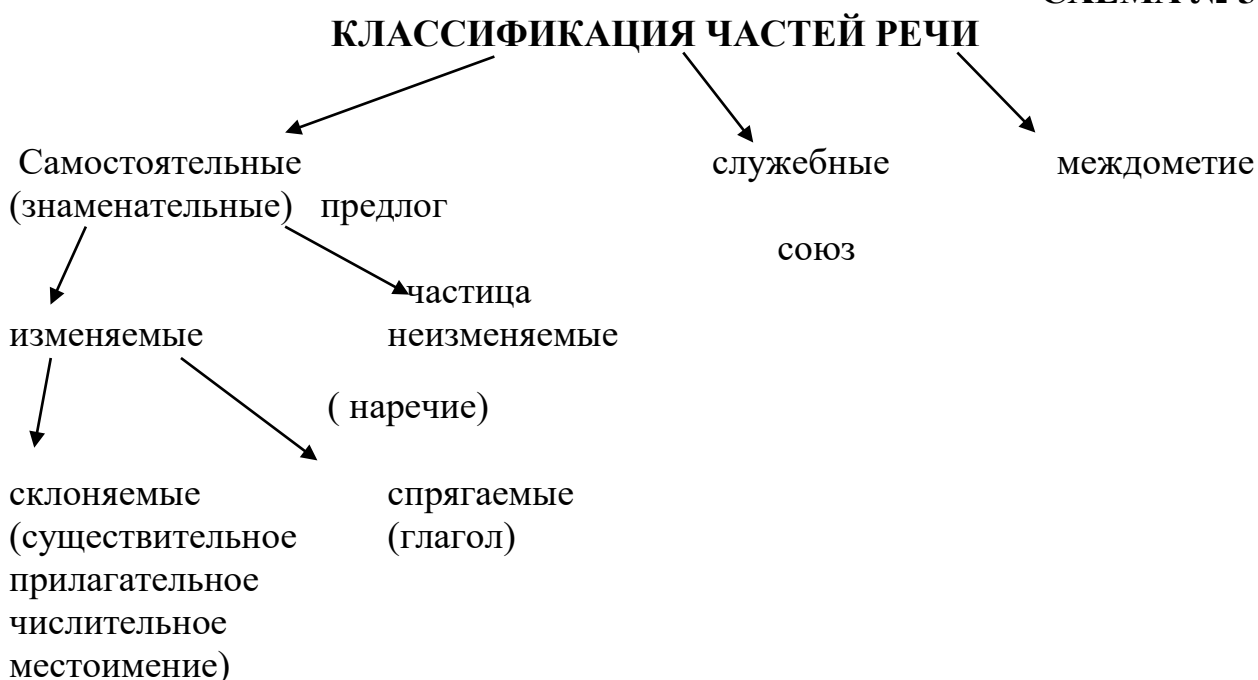 КЛАССИФИКАЦИЯ ЧАСТЕЙ РЕЧИ
Самостоятельные служебные междометие
(знаменательные) предлог
союз
частица
изменяемые неизменяемые
( наречие)
склоняемые спрягаемые
(существительное (глагол)
прилагательное
числительное
местоимение)